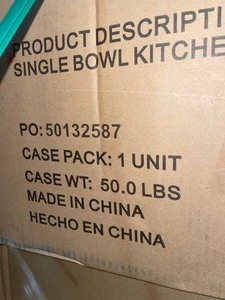 PRODUCT DESCRIPTI
SINGLE BOWL KITCHE
PO: 50132587
CASE PACK: 1 UNIT
CASE WT: 50.0 LBS
MADE IN CHINA
HECHO EN CHINA